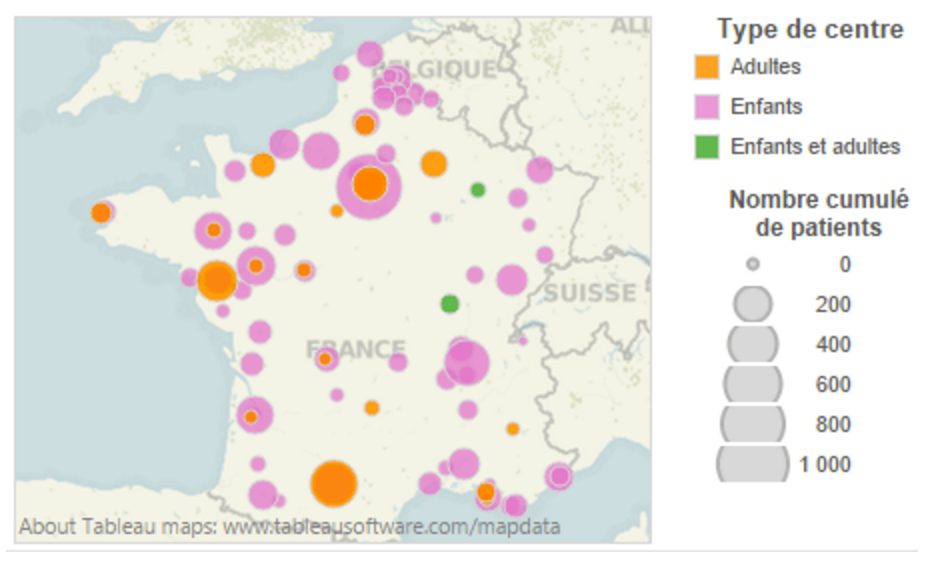 ALL
BELGIQUE
SUISSE
FRANCE
About Tableau maps: www.tableausoftware.com/mapdata
Type de centre
Adultes
Enfants
Enfants et adultes
Nombre cumulé
de patients
0
200
400
600
800
1 000